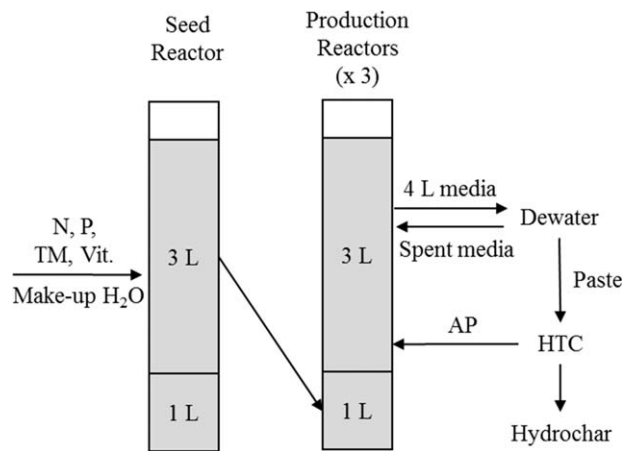 Seed
Reactor
Production
Reactors
(x 3)
N, P,
TM, Vit.
Make-up H₂O
3 L
1 L
3 L
1 L
4 L media
Spent media
Dewater
Paste
AP
HTC
Hydrochar